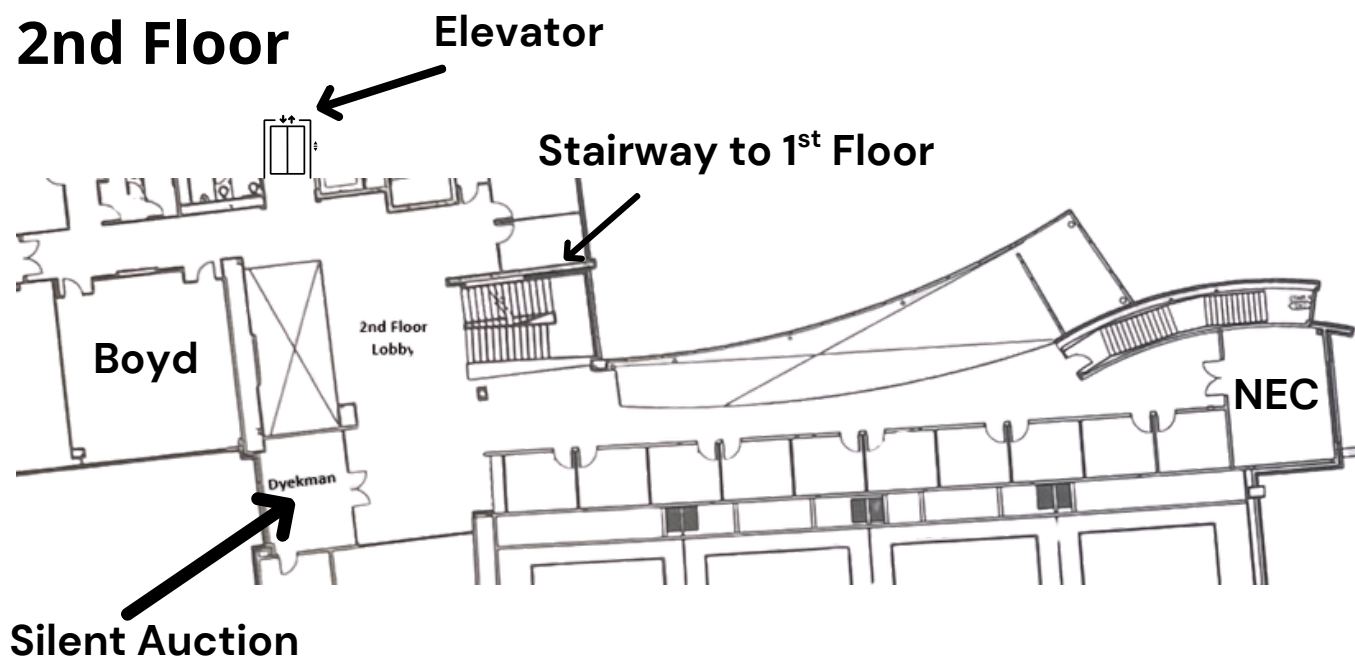 2nd Floor
Elevator
Stairway to 1st Floor
2nd Floor
Lobby
Boyd
NEC
Dyekman
Silent Auction